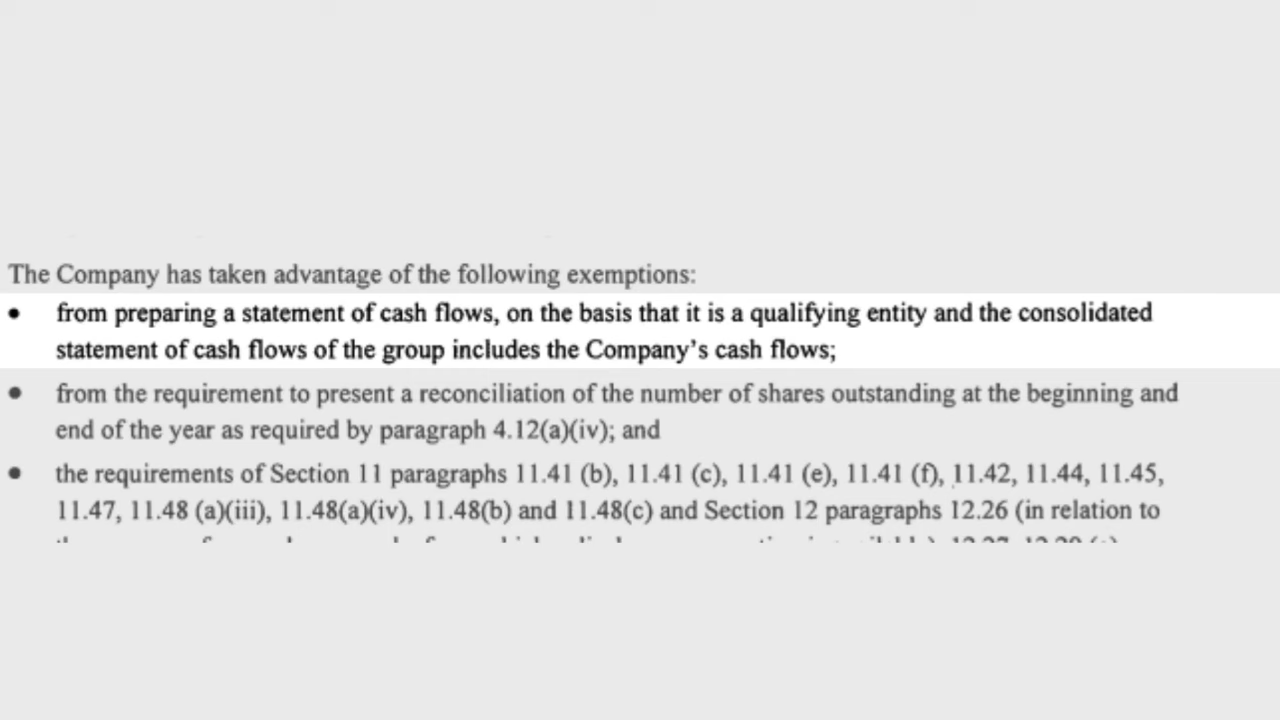 The Company has taken advantage of the following exemptions:
• from preparing a statement of cash flows, on the basis that it is a qualifying entity and the consolidated
statement of cash flows of the group includes the Company's cash flows;
• from the requirement to present a reconciliation of the number of shares outstanding at the beginning and
end of the year as required by paragraph 4.12(a)(iv); and
• the requirements of Section 11 paragraphs 11.41 (b), 11.41 (c), 11.41 (e), 11.41 (f), 11.42, 11.44, 11.45,
11.47, 11.48 (a)(iii), 11.48(a)(iv), 11.48(b) and 11.48(c) and Section 12 paragraphs 12.26 (in relation to